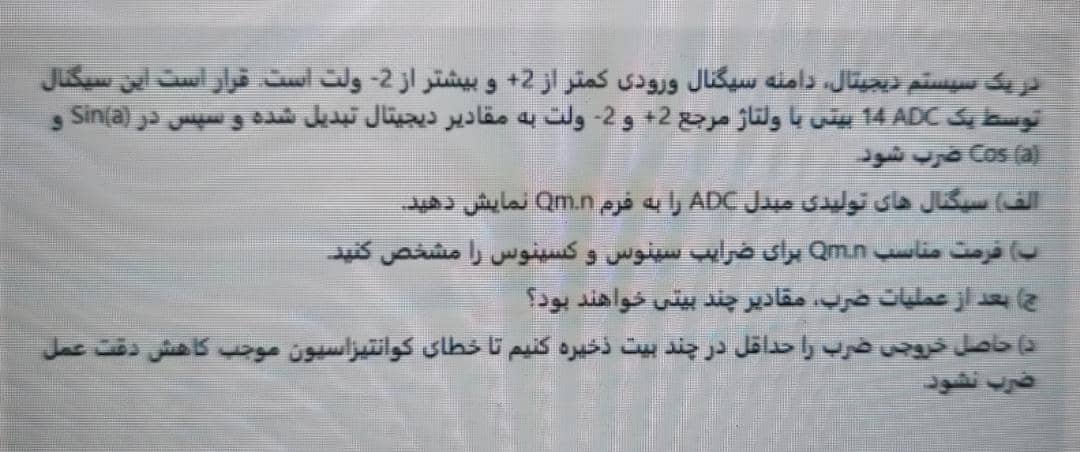 در یک سیستم دیجیتال، دامنه سیگنال ورودی کمتر از 2+ و بیشتر از 2- ولت است. قرار است این سیگنال
توسط یک ADC 14 بیتی با ولتاژ مرجع 2+ و 2- ولت به مقادیر دیجیتال تبدیل شده و سپس در Sin(a) و
Cos (a) ضرب شود.
الف) سیگنال های تولیدی مبدل ADC را به فرم Qm.n نمایش دهید.
ب) فرمت مناسب Qm.n برای ضرایب سینوس و کسینوس را مشخص کنید.
ج) بعد از عملیات ضرب، مقادیر چند بیتی خواهند بود؟
د) حاصل خروجی ضرب را حداقل در چند بیت ذخیره کنیم تا خطای کوانتیزاسیون موجب کاهش دقت عمل
ضرب نشود.